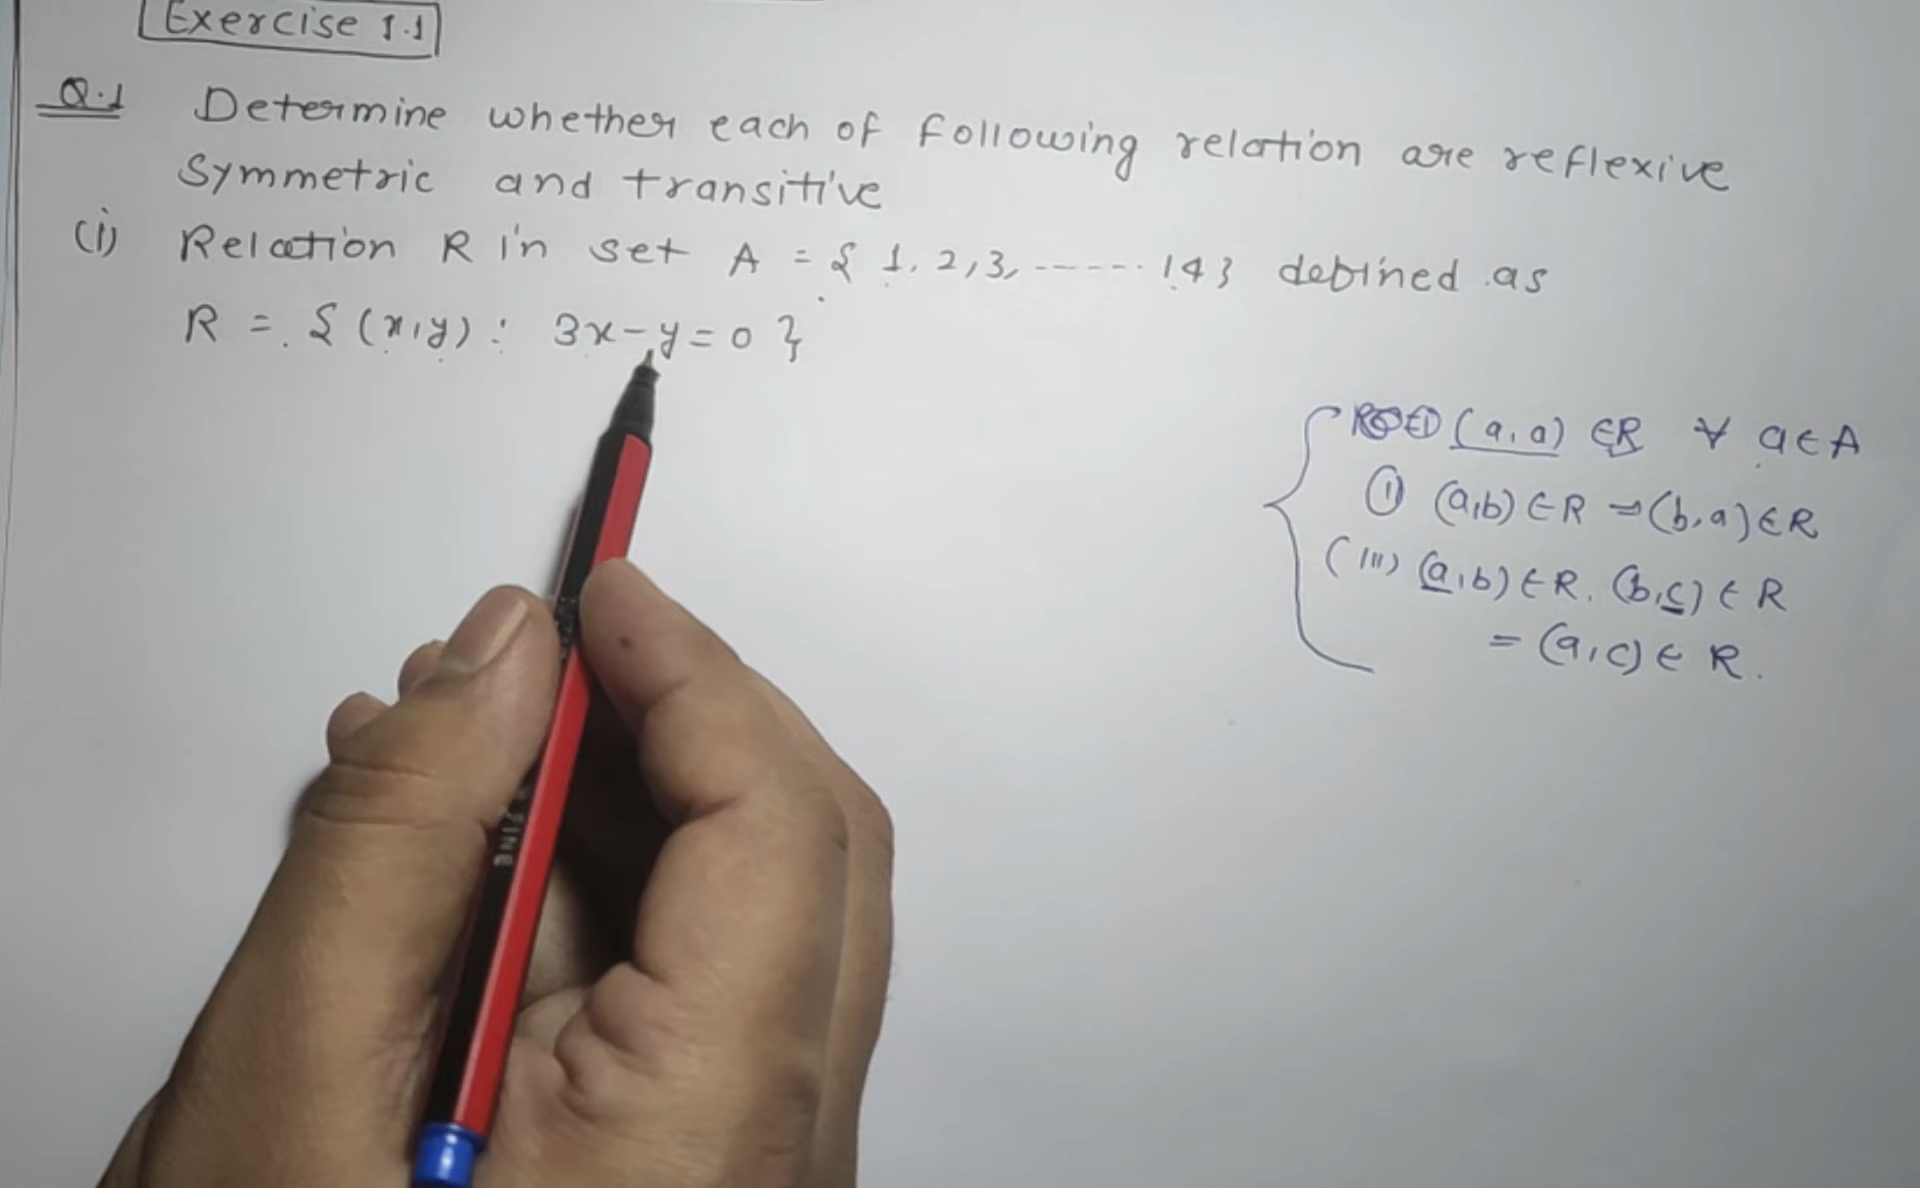 Exercise 1.1
Q.1 Determine whether each of following relation are reflexive
Symmetric and transitive
(i) Relation R in set A = { 1, 2, 3, ------ 14 } defined as
R = { (x, y) : 3x - y = 0 }
(a, a) ∈ R ∀ a ∈ A
(a, b) ∈ R ⇒ (b, a) ∈ R
(III) (a, b) ∈ R, (b, c) ∈ R
= (a, c) ∈ R.